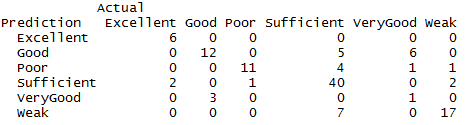 Actual
Prediction Excellent Good Poor Sufficient VeryGood Weak
Excellent 6 0 0 0 0 0
Good 0 12 0 5 6 0
Poor 0 0 11 4 1 1
Sufficient 2 0 1 40 0 2
VeryGood 0 3 0 0 1 0
Weak 0 0 0 7 0 17